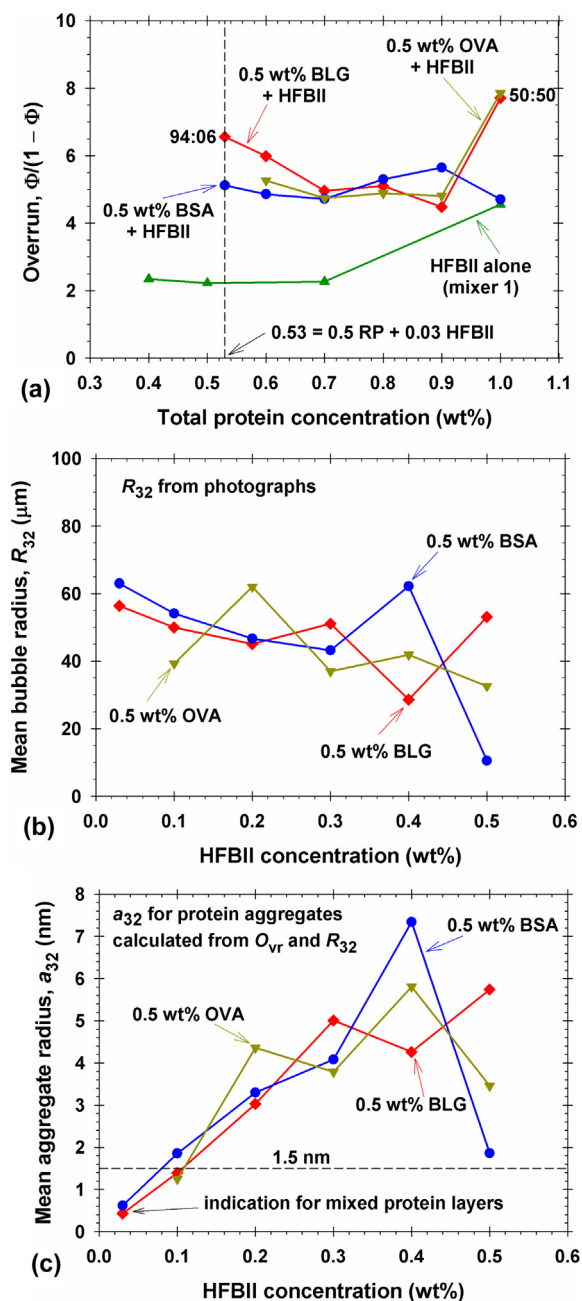 10
8
6
4
2
0
Overrun, Φ/(1 − Φ)
0.5 wt% BLG
+ HFBII
0.5 wt% OVA
+ HFBII
94:06
50:50
0.5 wt% BSA
+ HFBII
HFBII alone
(mixer 1)
0.53 = 0.5 RP + 0.03 HFBII
(a)
0.3 0.4 0.5 0.6 0.7 0.8 0.9 1.0 1.1
Total protein concentration (wt%)
100
80
60
40
20
0
Mean bubble radius, R32 (μm)
R32 from photographs
0.5 wt% BSA
0.5 wt% OVA
0.5 wt% BLG
(b)
0.0 0.1 0.2 0.3 0.4 0.5 0.6
HFBII concentration (wt%)
8
7
6
5
4
3
2
1
0
Mean aggregate radius, a32 (nm)
a32 for protein aggregates
calculated from Ovr and R32
0.5 wt% BSA
0.5 wt% OVA
0.5 wt% BLG
1.5 nm
indication for mixed protein layers
(c)
0.0 0.1 0.2 0.3 0.4 0.5 0.6
HFBII concentration (wt%)